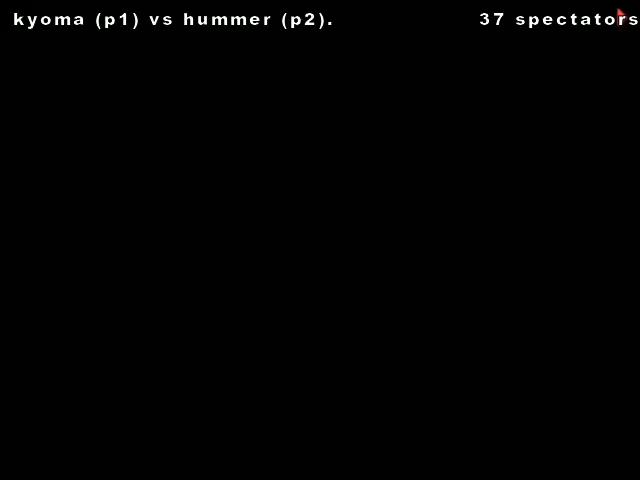 kyoma (p1) vs hummer (p2). 37 spectators